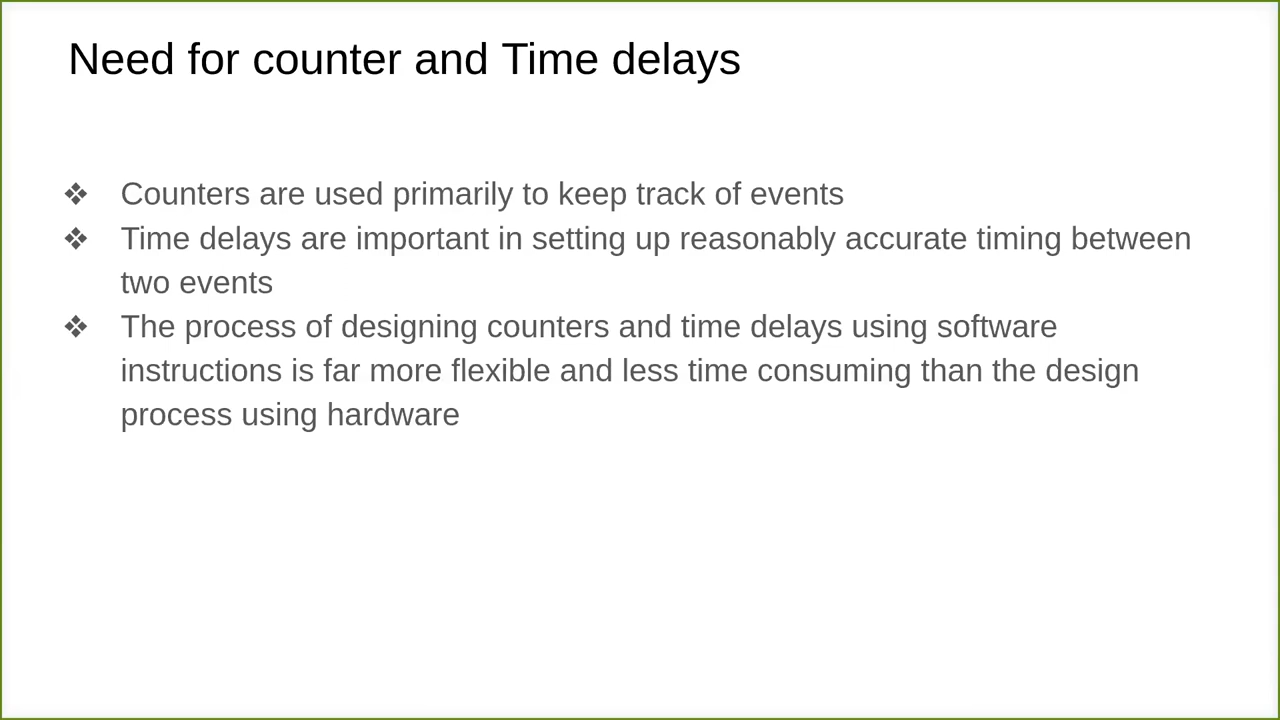 Need for counter and Time delays
❖ Counters are used primarily to keep track of events
❖ Time delays are important in setting up reasonably accurate timing between
two events
❖ The process of designing counters and time delays using software
instructions is far more flexible and less time consuming than the design
process using hardware